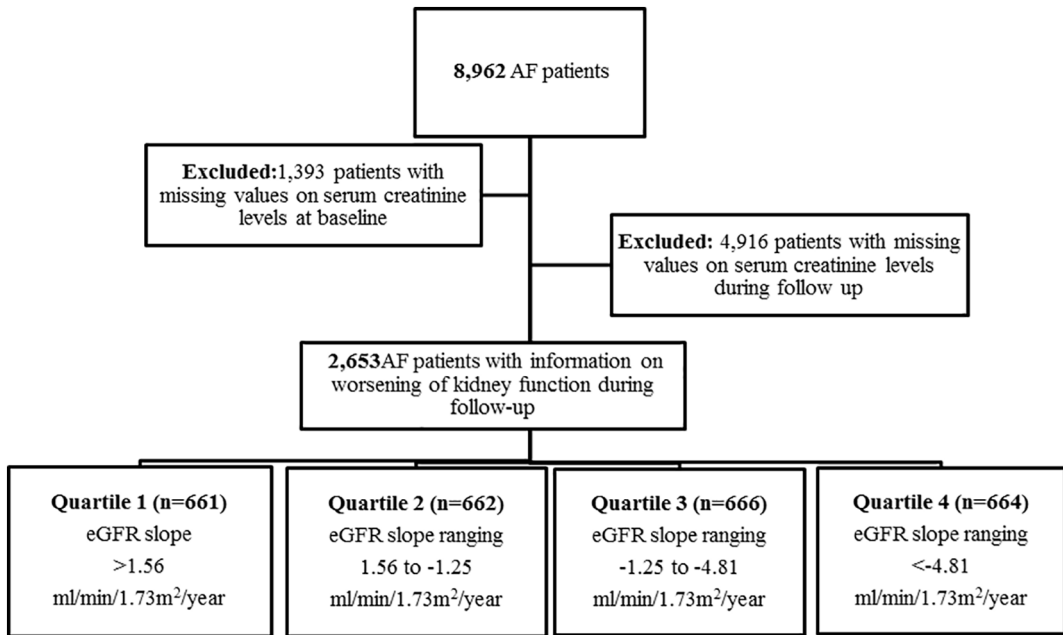 8,962 AF patients
Excluded:1,393 patients with
missing values on serum creatinine
levels at baseline
Excluded: 4,916 patients with missing
values on serum creatinine levels
during follow up
2,653AF patients with information on
worsening of kidney function during
follow-up
Quartile 1 (n=661)
eGFR slope
>1.56
ml/min/1.73m²/year
Quartile 2 (n=662)
eGFR slope ranging
1.56 to -1.25
ml/min/1.73m²/year
Quartile 3 (n=666)
eGFR slope ranging
-1.25 to -4.81
ml/min/1.73m²/year
Quartile 4 (n=664)
eGFR slope ranging
<-4.81
ml/min/1.73m²/year